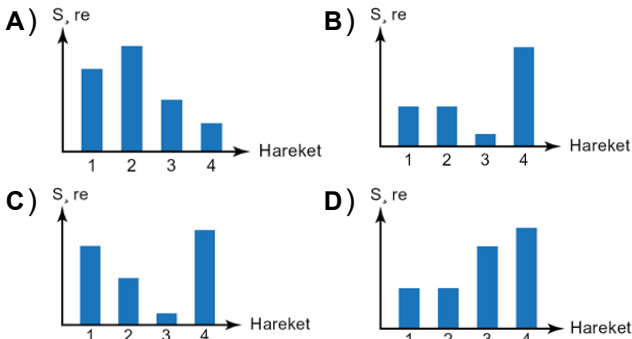 A) S¸re
1 2 3 4 Hareket
B) S¸re
1 2 3 4 Hareket
C) S¸re
1 2 3 4 Hareket
D) S¸re
1 2 3 4 Hareket